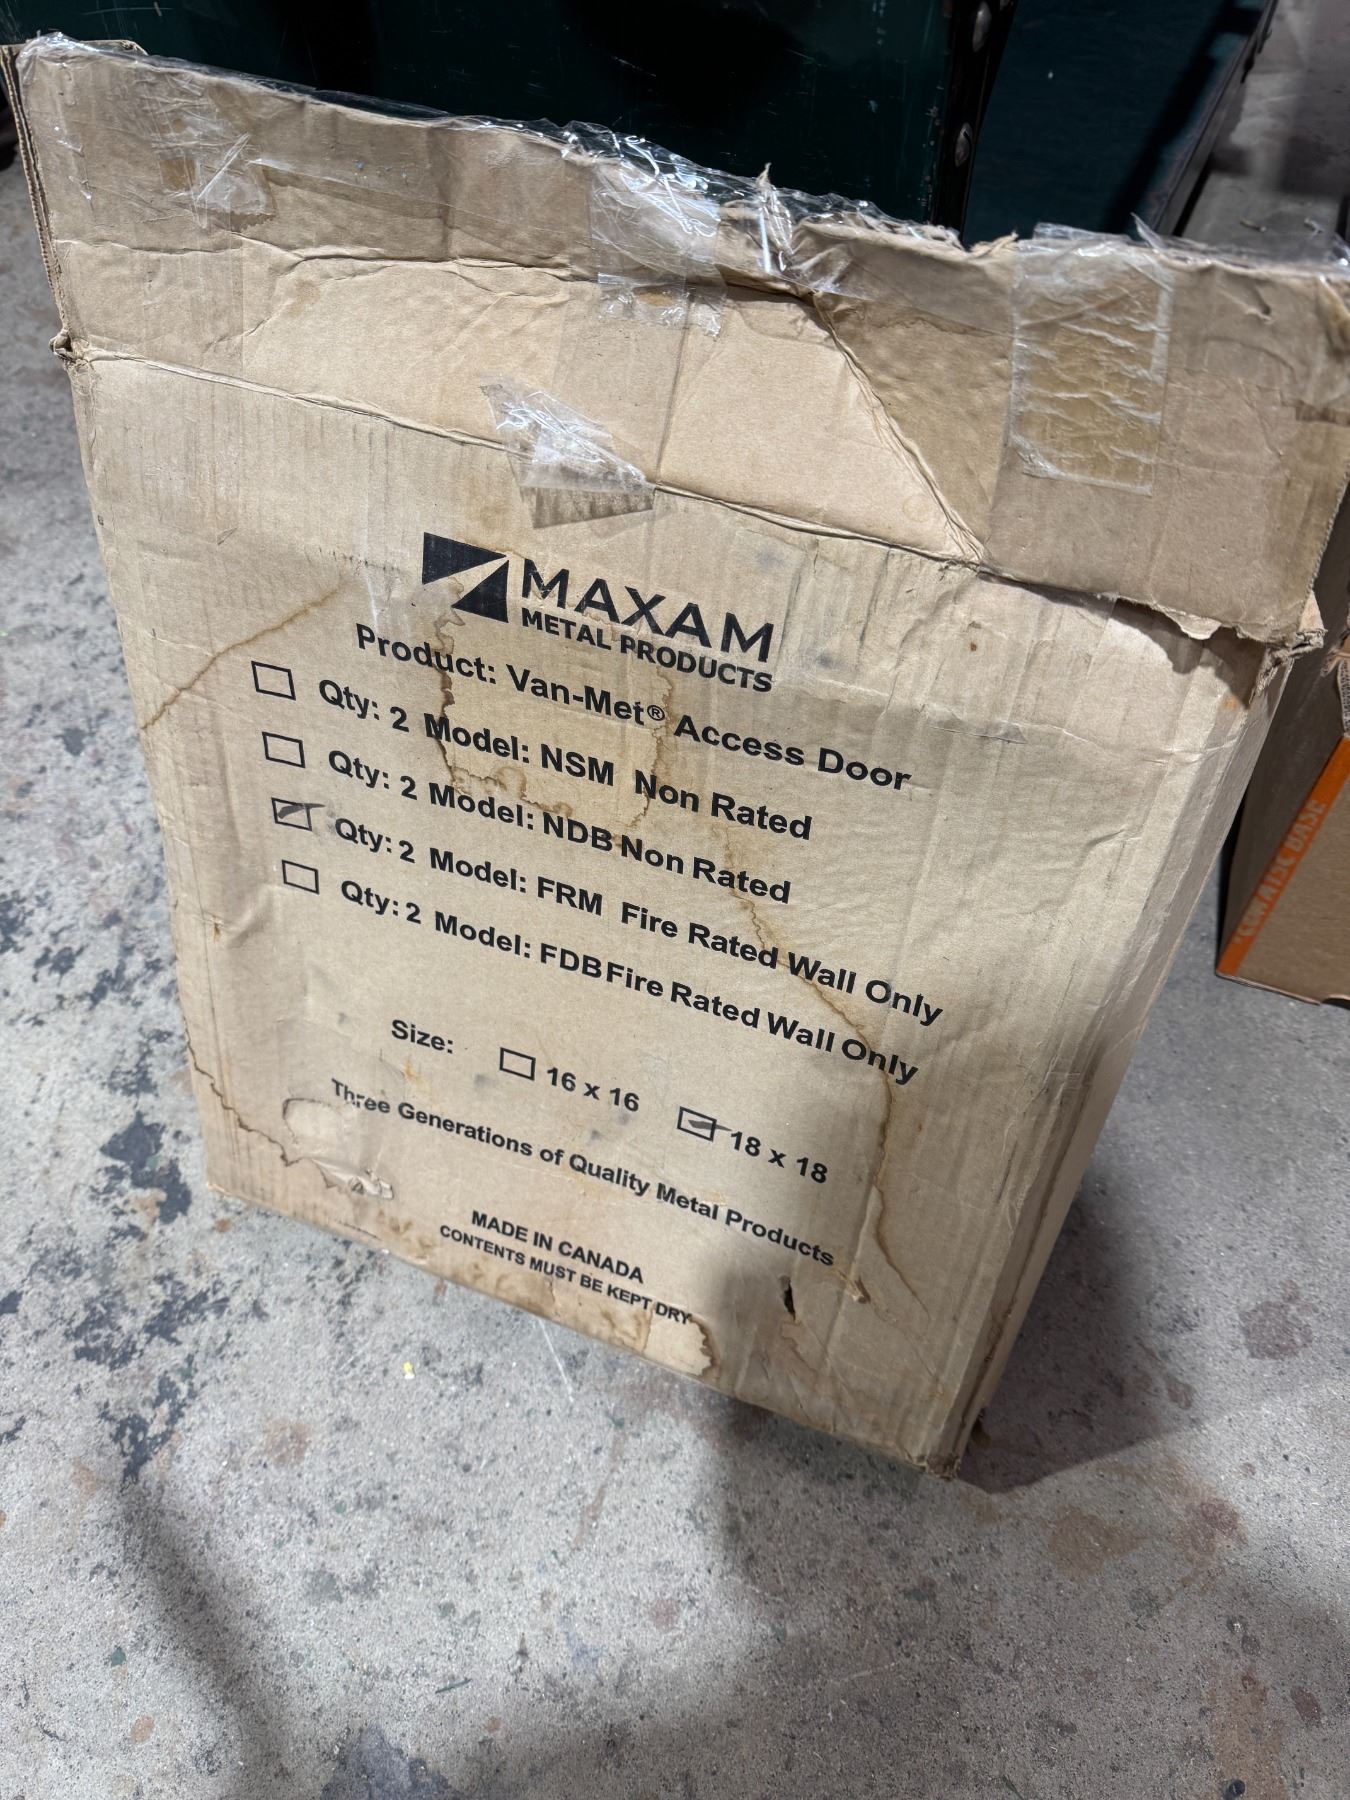 MAXAM
METAL PRODUCTS
Product: Van-Met® Access Door
Qty: 2 Model: NSM Non Rated
Qty: 2 Model: NDB Non Rated
Qty: 2 Model: FRM Fire Rated Wall Only
Qty: 2 Model: FDB Fire Rated Wall Only
Size: 16 x 16 18 x 18
Three Generations of Quality Metal Products
MADE IN CANADA
CONTENTS MUST BE KEPT DRY
BASE